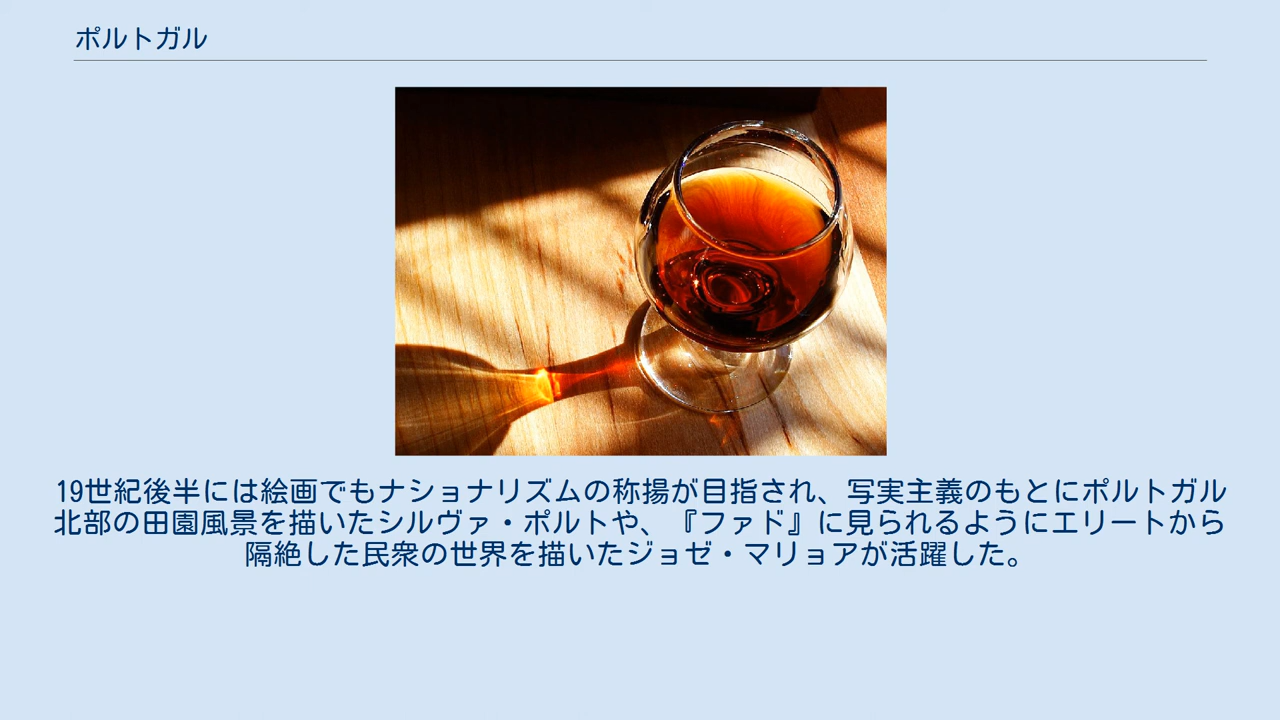 ポルトガル
19世紀後半には絵画でもナショナリズムの称揚が目指され、写実主義のもとにポルトガル
北部の田園風景を描いたシルヴァ・ポルトや、『ファド』に見られるようにエリートから
隔絶した民衆の世界を描いたジョゼ・マリョアが活躍した。